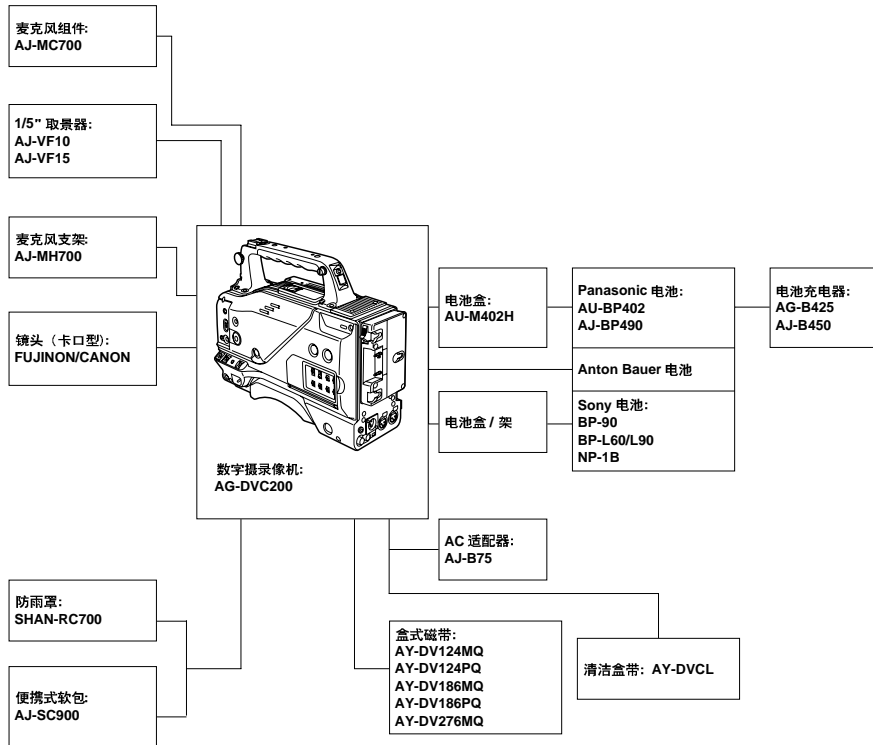 麦克风组件:
AJ-MC700
1/5" 取景器:
AJ-VF10
AJ-VF15
麦克风支架:
AJ-MH700
镜头（卡口型):
FUJINON/CANON
数字摄录像机:
AG-DVC200
电池盒:
AU-M402H
Panasonic 电池:
AU-BP402
AJ-BP490
电池充电器:
AG-B425
AJ-B450
Anton Bauer 电池
电池盒 / 架
Sony 电池:
BP-90
BP-L60/L90
NP-1B
AC 适配器:
AJ-B75
防雨罩:
SHAN-RC700
便携式软包:
AJ-SC900
盒式磁带:
AY-DV124MQ
AY-DV124PQ
AY-DV186MQ
AY-DV186PQ
AY-DV276MQ
清洁盒带: AY-DVCL